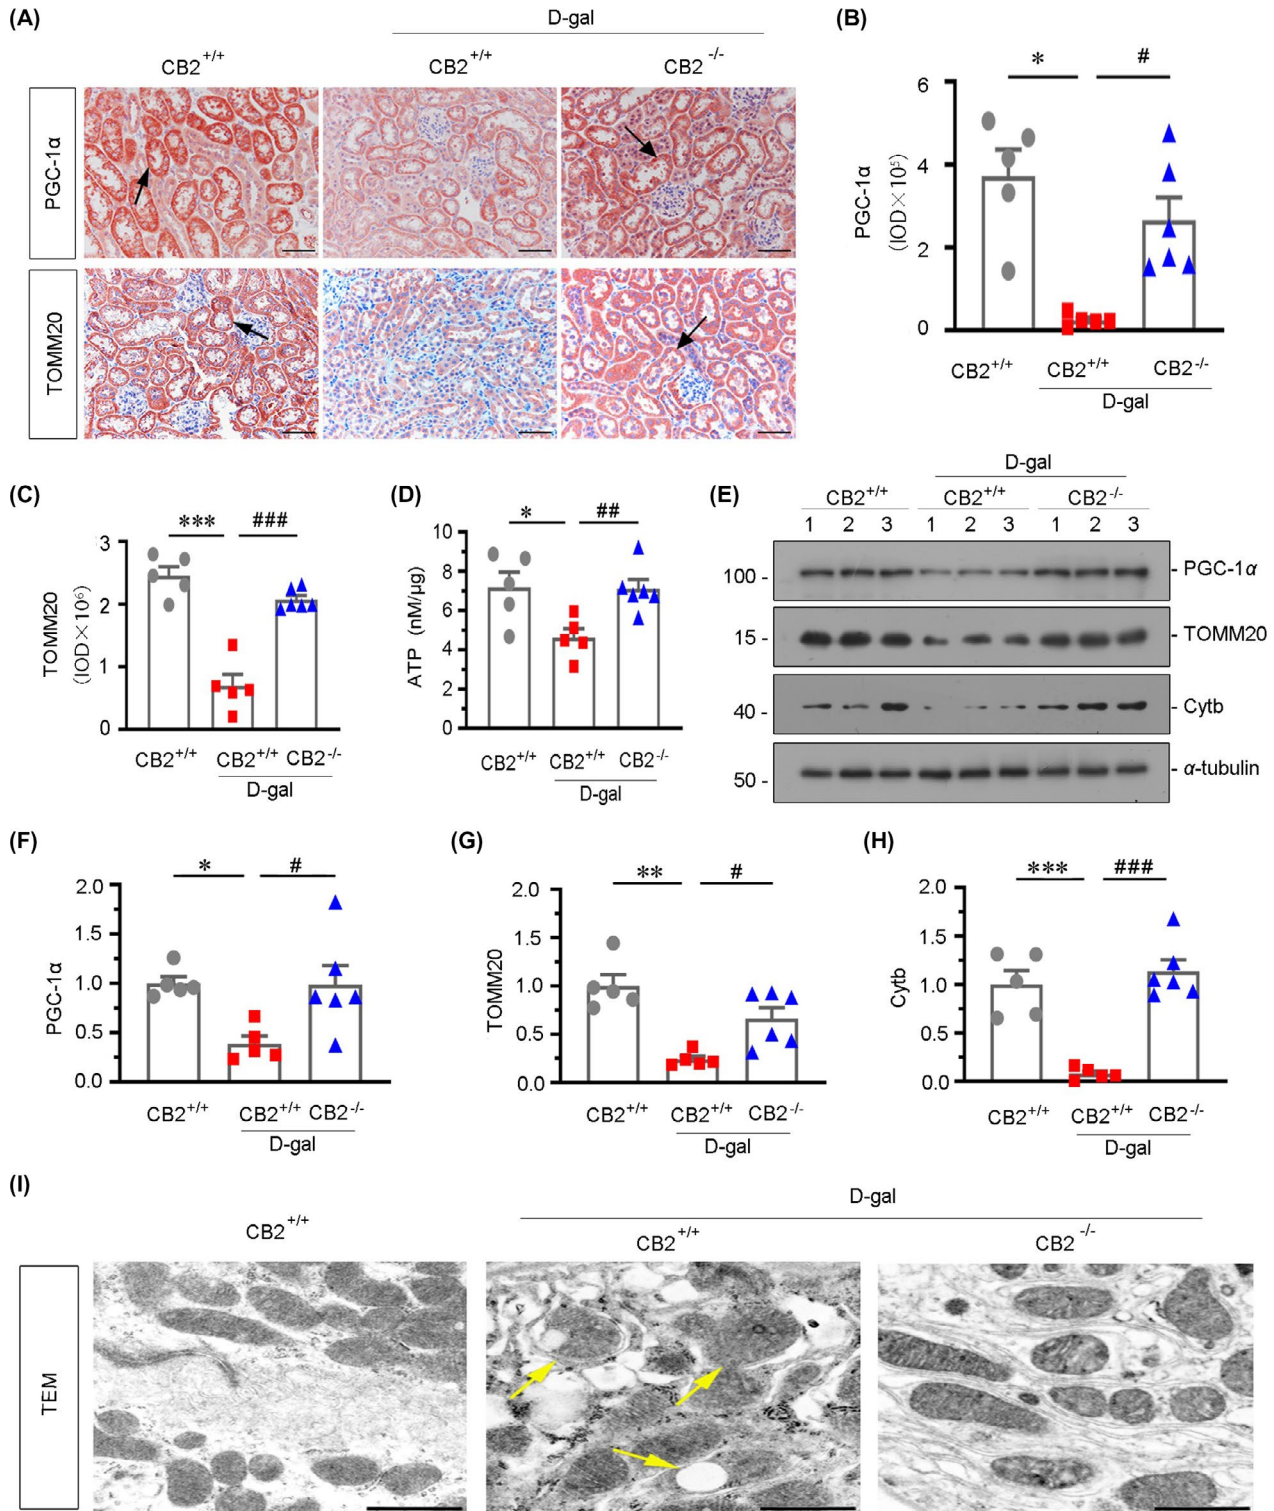 (A)
D-gal
CB2+/+ CB2+/+ CB2-/-
PGC-1α
TOMM20
(B)
* #
PGC-1α
(IOD×10⁵)
6
4
2
0
CB2+/+ CB2+/+ CB2-/-
D-gal
(C)
*** ###
TOMM20
(IOD×10⁶)
3
2
1
0
CB2+/+ CB2+/+ CB2-/-
D-gal
(D)
* ##
ATP (nM/μg)
10
8
6
4
2
0
CB2+/+ CB2+/+ CB2-/-
D-gal
(E)
D-gal
CB2+/+ CB2+/+ CB2-/-
1 2 3 1 2 3 1 2 3
100 - - PGC-1α
15 - - TOMM20
40 - - Cytb
50 - - α-tubulin
(F)
* #
PGC-1α
2.0
1.5
1.0
0.5
0.0
CB2+/+ CB2+/+ CB2-/-
D-gal
(G)
** #
TOMM20
2.0
1.5
1.0
0.5
0.0
CB2+/+ CB2+/+ CB2-/-
D-gal
(H)
*** ###
Cytb
2.0
1.5
1.0
0.5
0.0
CB2+/+ CB2+/+ CB2-/-
D-gal
(I)
D-gal
CB2+/+ CB2+/+ CB2-/-
TEM